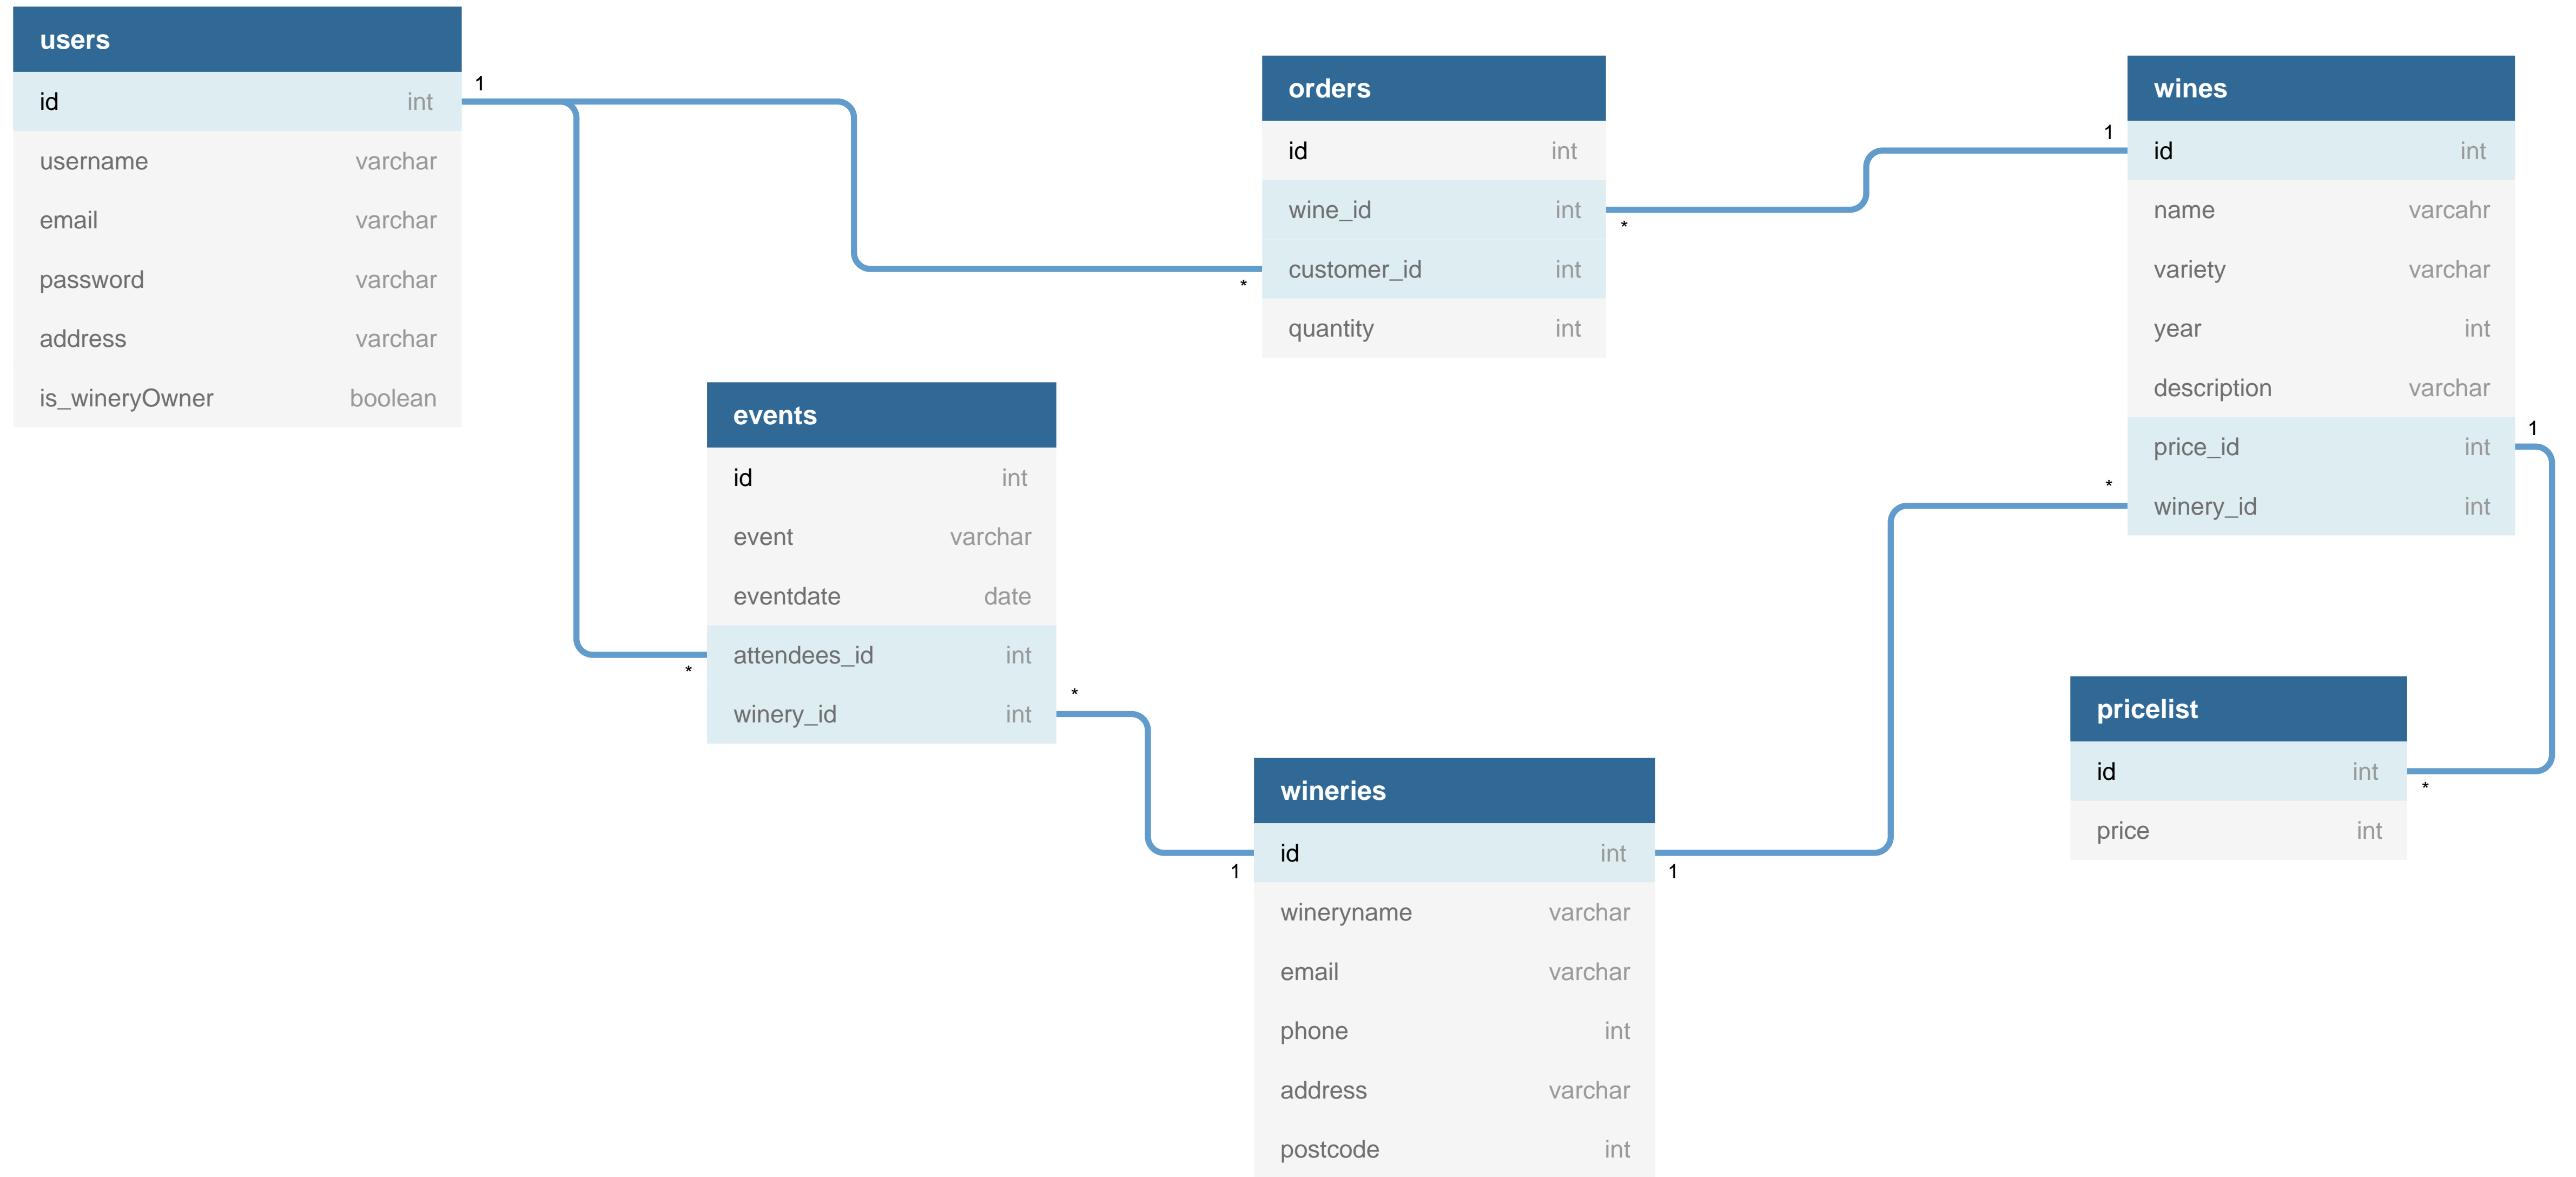 users
id int
username varchar
email varchar
password varchar
address varchar
is_wineryOwner boolean
1
*
*
orders
id int
wine_id int
customer_id int
quantity int
*
1
wines
id int
name varcahr
variety varchar
year int
description varchar
price_id int
winery_id int
1
*
events
id int
event varchar
eventdate date
attendees_id int
winery_id int
*
1
wineries
id int
wineryname varchar
email varchar
phone int
address varchar
postcode int
1
pricelist
id int
price int
*